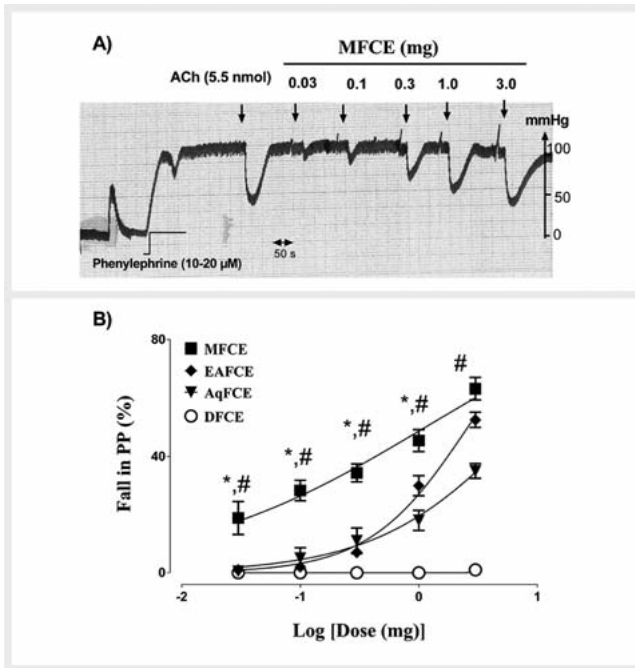 A)
MFCE (mg)
ACh (5.5 nmol) 0.03 0.1 0.3 1.0 3.0
mmHg
100
50
0
Phenylephrine (10-20 µM)
50 s
B)
80
MFCE
EAFCE
AqFCE
DFCE
#
*,# *,# *,# *,#
40
0
Fall in PP (%)
-2 -1 0 1
Log [Dose (mg)]